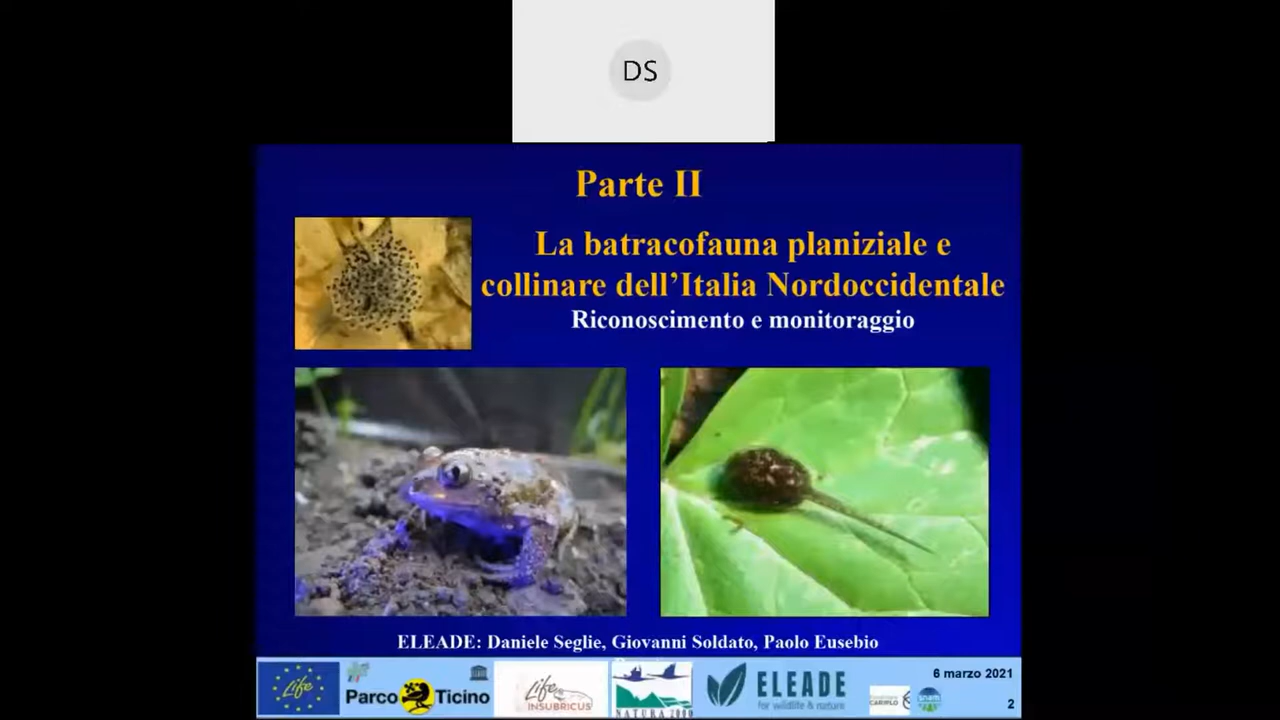 DS
Parte II
La batracofauna planiziale e
collinare dell'Italia Nordoccidentale
Riconoscimento e monitoraggio
ELEADE: Daniele Seglie, Giovanni Soldato, Paolo Eusebio
Life
Parco Ticino
Life
INSUBRICUS
NATURA 2000
ELEADE
for wildlife & nature
CARIPLO
6 marzo 2021
2